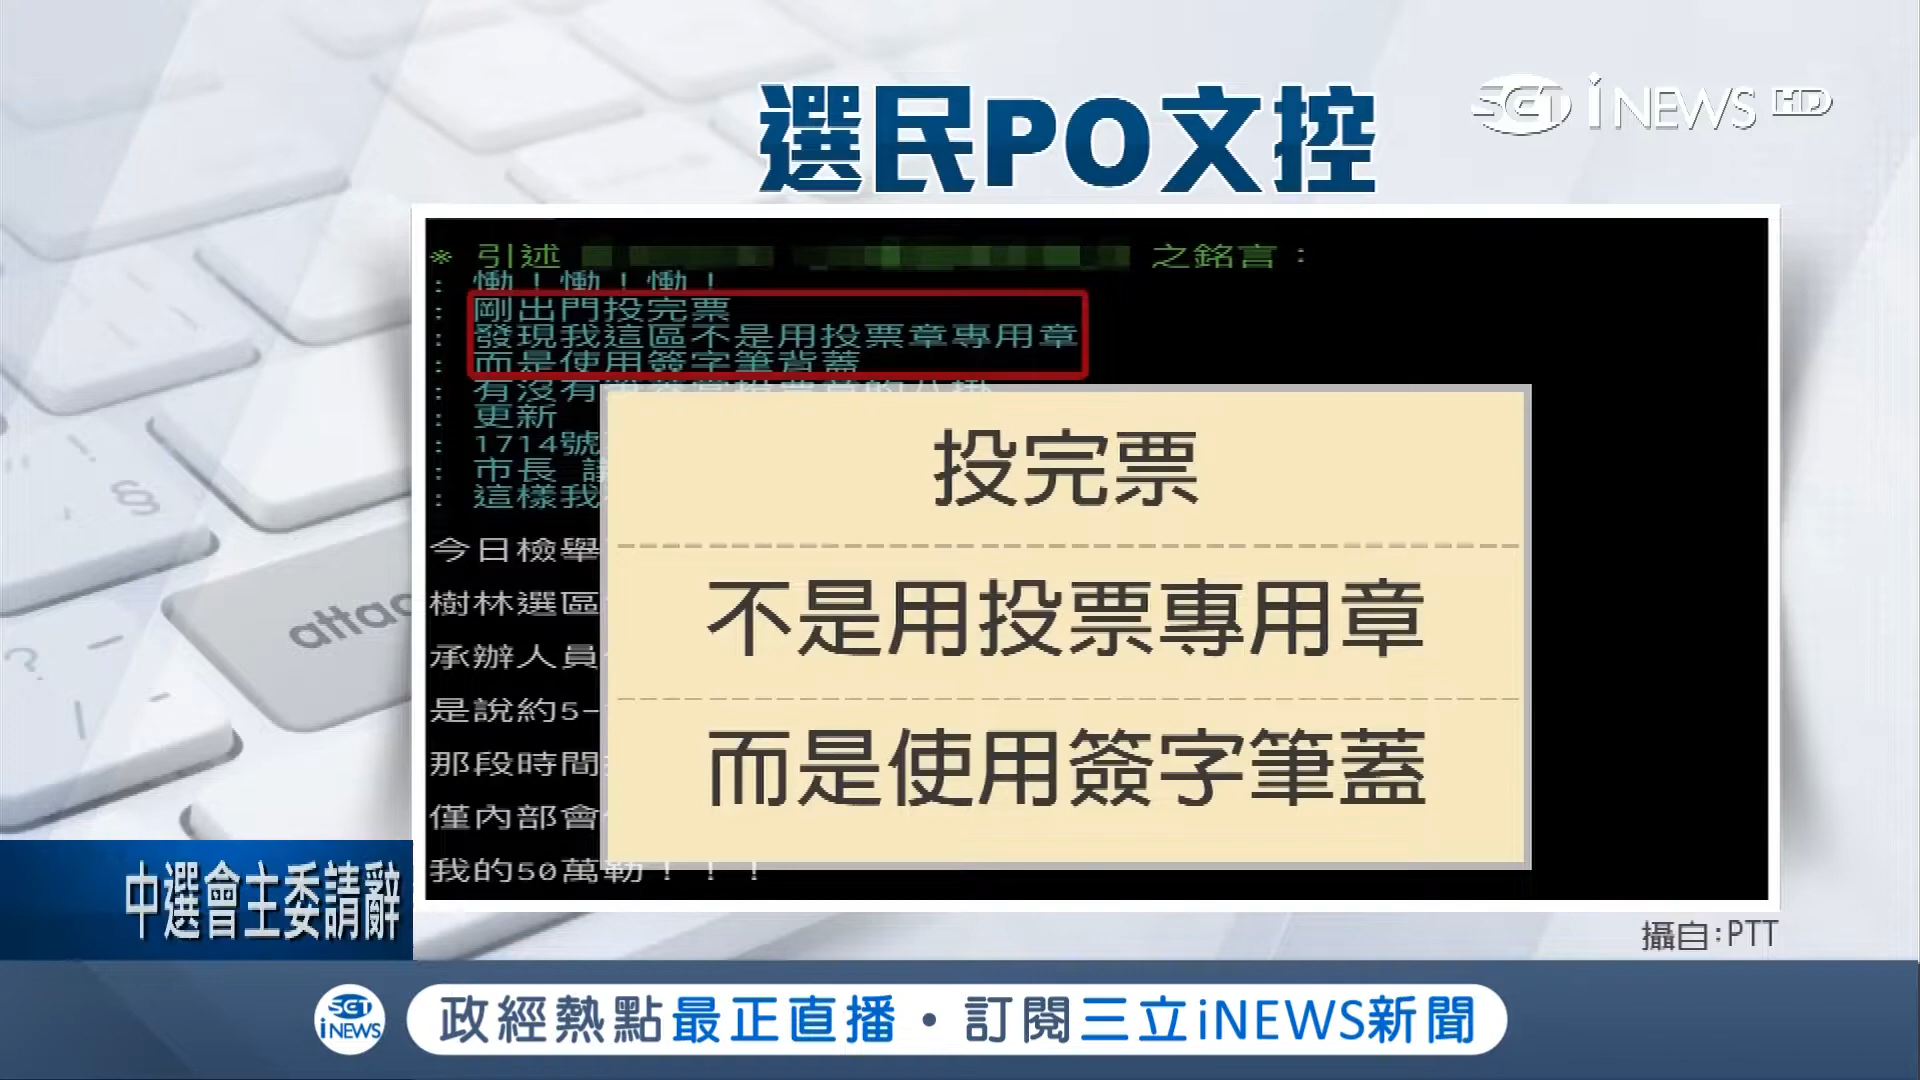 選民PO文控
SET iNEWS HD
※ 引述 之銘言：
： 慟！慟！慟！
： 剛出門投完票
： 發現我這區不是用投票章專用章
： 而是使用簽字筆背蓋
： 有沒有
： 更新
： 1714號
： 市長
： 這樣我
今日檢舉
樹林選區
承辦人員
是說約5-
那段時間
僅內部會
我的50萬勒！！！
投完票
不是用投票專用章
而是使用簽字筆蓋
attac
§
中選會主委請辭
攝自:PTT
SET iNEWS
政經熱點最正直播・訂閱三立iNEWS新聞